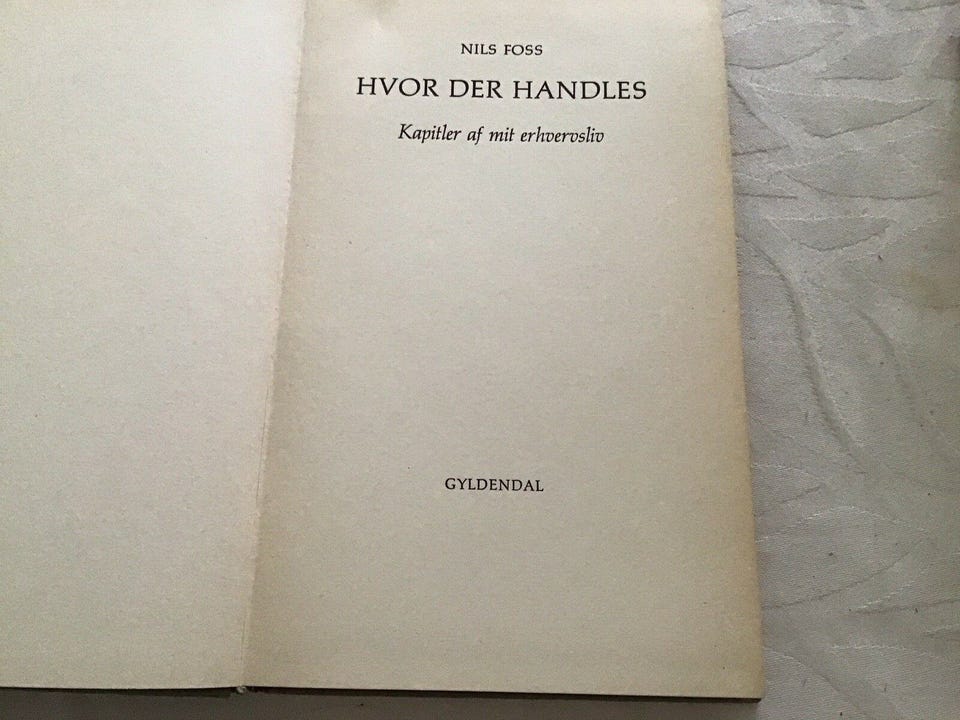 NILS FOSS
HVOR DER HANDLES
Kapitler af mit erhvervsliv
GYLDENDAL